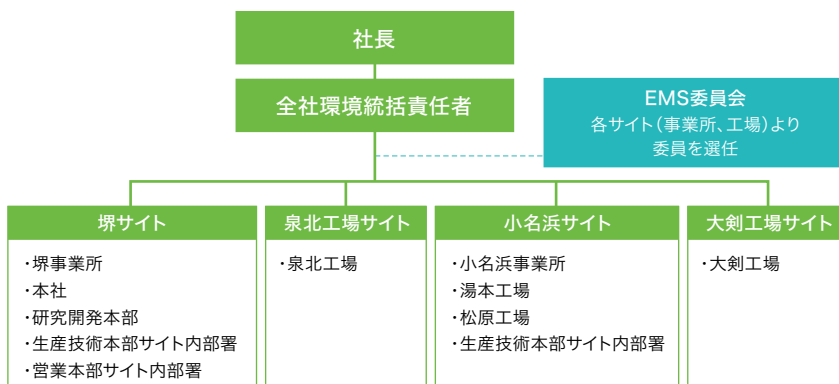 社長
全社環境統括責任者
EMS委員会
各サイト（事業所、工場）より
委員を選任
堺サイト
・堺事業所
・本社
・研究開発本部
・生産技術本部サイト内部署
・営業本部サイト内部署
泉北工場サイト
・泉北工場
小名浜サイト
・小名浜事業所
・湯本工場
・松原工場
・生産技術本部サイト内部署
大剣工場サイト
・大剣工場